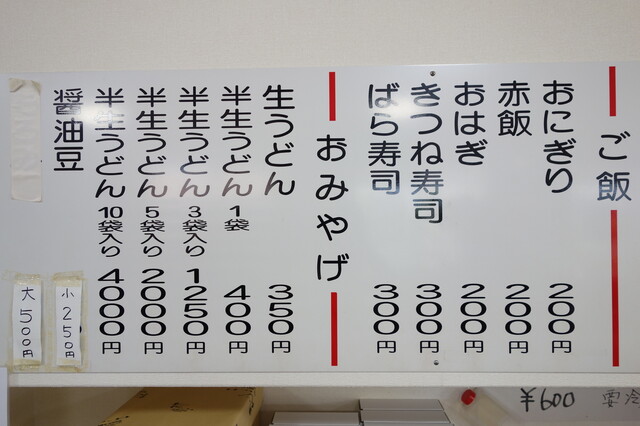 ご飯
おにぎり 200円
赤飯 200円
おはぎ 200円
きつね寿司 300円
ばら寿司 300円
おみやげ
生うどん 350円
半生うどん 1袋 400円
半生うどん 3袋入り 1250円
半生うどん 5袋入り 2000円
半生うどん 10袋入り 4000円
醤油豆
小 250円
大 500円
¥600 要冷